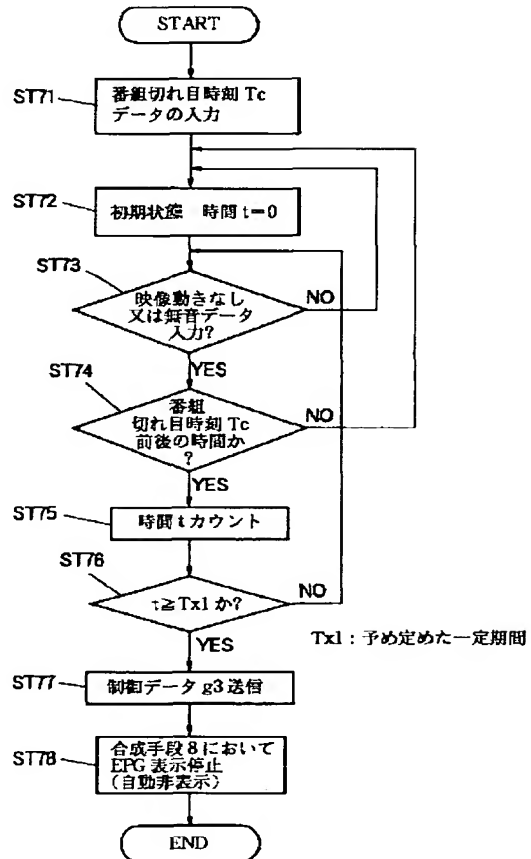 START
ST71
番組切れ目時刻 Tc
データの入力
ST72
初期状態 時間 t=0
ST73
映像動きなし
又は無音データ
入力?
NO
YES
ST74
番組
切れ目時刻 Tc
前後の時間か
?
NO
YES
ST75
時間 t カウント
ST76
t≧Tx1 か?
NO
YES
Tx1 : 予め定めた一定期間
ST77
制御データ g3 送信
ST78
合成手段 8 において
EPG 表示停止
(自動非表示)
END